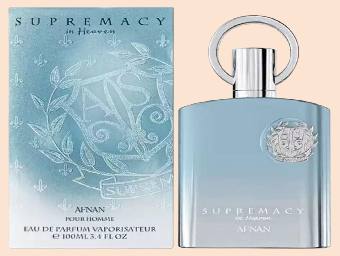 SUPREMACY
in Heaven
SUPREMACY
AFNAN
POUR HOMME
EAU DE PARFUM VAPORISATEUR
℮ 100ML 3.4 FL OZ
SUPREMACY
in Heaven
AFNAN